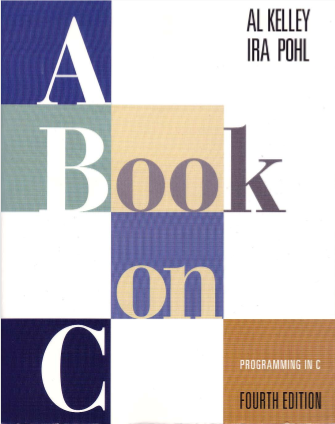 AL KELLEY
IRA POHL
A
Book
on
C
PROGRAMMING IN C
FOURTH EDITION